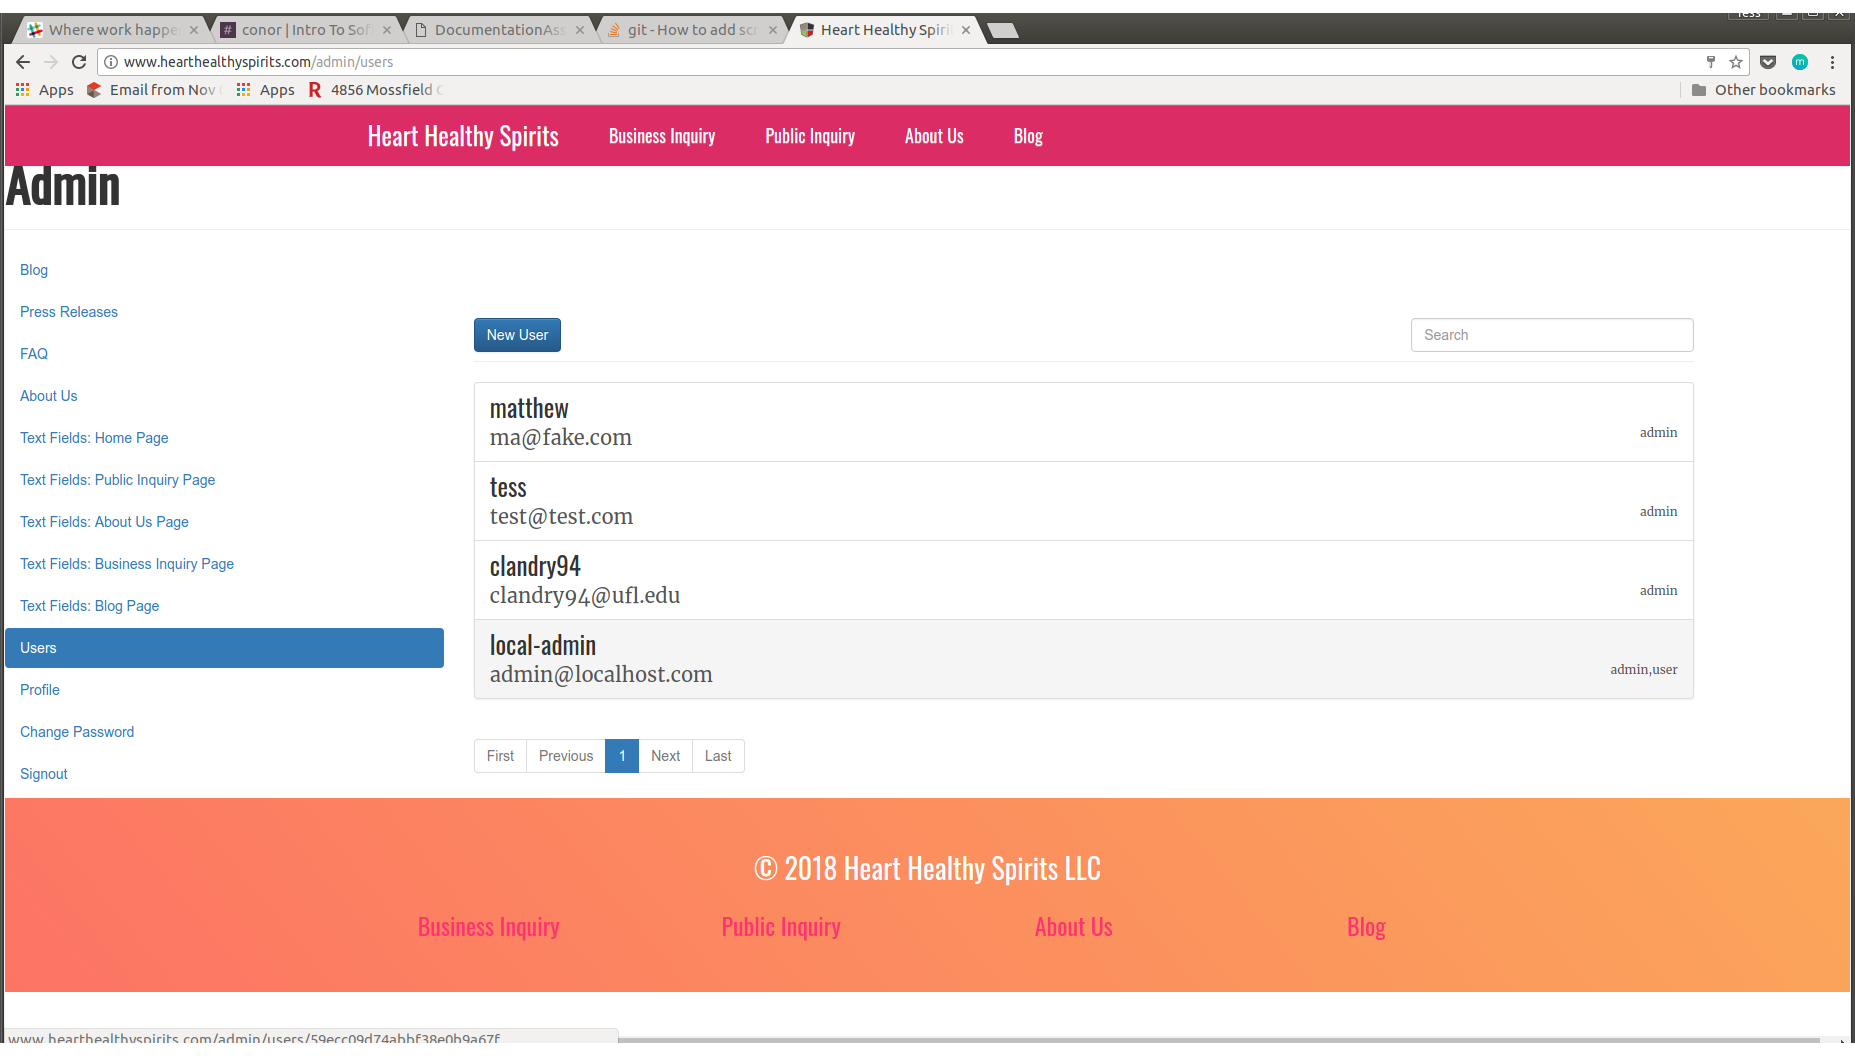 Tess
Where work happe
# conor | Intro To Sof
DocumentationAss
git - How to add scr
Heart Healthy Spiri
www.hearthealthyspirits.com/admin/users
m
Apps
Email from Nov
Apps
R 4856 Mossfield C
Other bookmarks
Heart Healthy Spirits
Business Inquiry
Public Inquiry
About Us
Blog
Admin
Blog
Press Releases
FAQ
About Us
Text Fields: Home Page
Text Fields: Public Inquiry Page
Text Fields: About Us Page
Text Fields: Business Inquiry Page
Text Fields: Blog Page
Users
Profile
Change Password
Signout
New User
Search
matthew
ma@fake.com
admin
tess
test@test.com
admin
clandry94
clandry94@ufl.edu
admin
local-admin
admin@localhost.com
admin,user
First Previous 1 Next Last
© 2018 Heart Healthy Spirits LLC
Business Inquiry
Public Inquiry
About Us
Blog
www.hearthealthyspirits.com/admin/users/59ecc09d74abbf38e0b9a67f